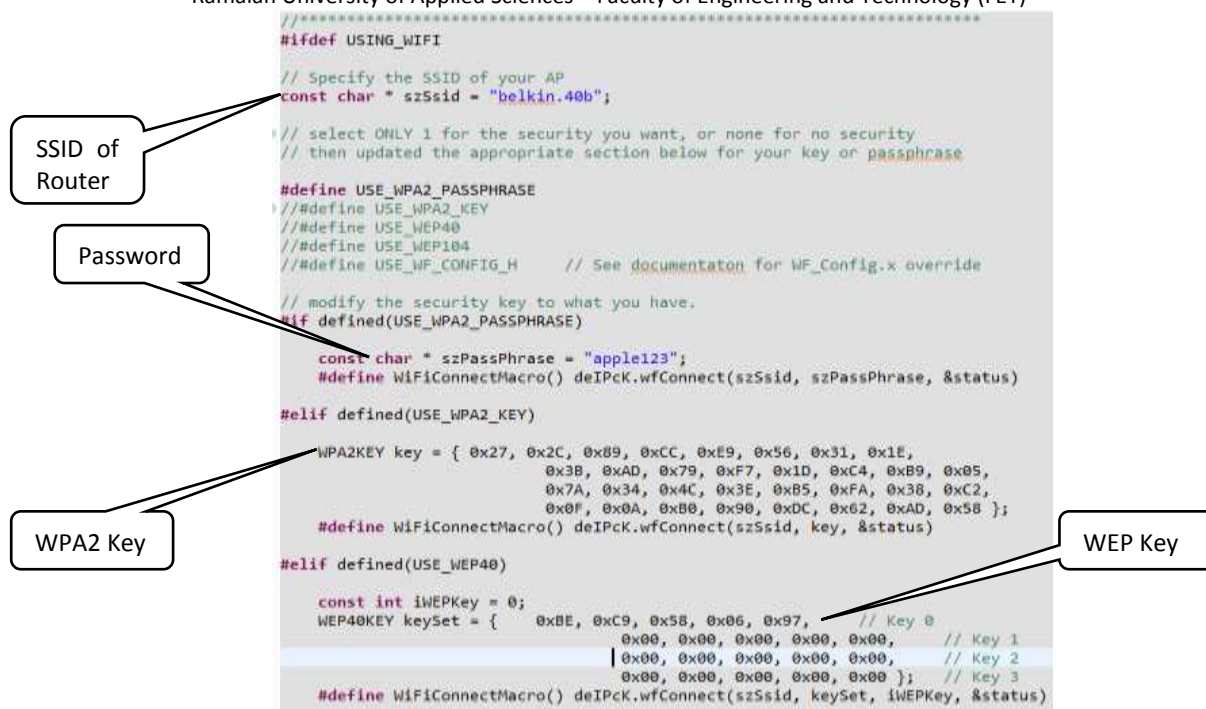 Ramaiah University of Applied Sciences – Faculty of Engineering and Technology (FET)
//**********************************************************************
#ifdef USING_WIFI
// Specify the SSID of your AP
const char * szSsid = "belkin.40b";
// select ONLY 1 for the security you want, or none for no security
// then updated the appropriate section below for your key or passphrase
#define USE_WPA2_PASSPHRASE
//#define USE_WPA2_KEY
//#define USE_WEP40
//#define USE_WEP104
//#define USE_WF_CONFIG_H // See documentaton for WF_Config.x override
// modify the security key to what you have.
#if defined(USE_WPA2_PASSPHRASE)
const char * szPassPhrase = "apple123";
#define WiFiConnectMacro() deIPcK.wfConnect(szSsid, szPassPhrase, &status)
#elif defined(USE_WPA2_KEY)
WPA2KEY key = { 0x27, 0x2C, 0x89, 0xCC, 0xE9, 0x56, 0x31, 0x1E,
0x3B, 0xAD, 0x79, 0xF7, 0x1D, 0xC4, 0xB9, 0x05,
0x7A, 0x34, 0x4C, 0x3E, 0xB5, 0xFA, 0x38, 0xC2,
0x0F, 0x0A, 0xB0, 0x90, 0xDC, 0x62, 0xAD, 0x58 };
#define WiFiConnectMacro() deIPcK.wfConnect(szSsid, key, &status)
#elif defined(USE_WEP40)
const int iWEPKey = 0;
WEP40KEY keySet = { 0xBE, 0xC9, 0x58, 0x06, 0x97, // Key 0
0x00, 0x00, 0x00, 0x00, 0x00, // Key 1
0x00, 0x00, 0x00, 0x00, 0x00, // Key 2
0x00, 0x00, 0x00, 0x00, 0x00 }; // Key 3
#define WiFiConnectMacro() deIPcK.wfConnect(szSsid, keySet, iWEPKey, &status)
SSID of
Router
Password
WPA2 Key
WEP Key